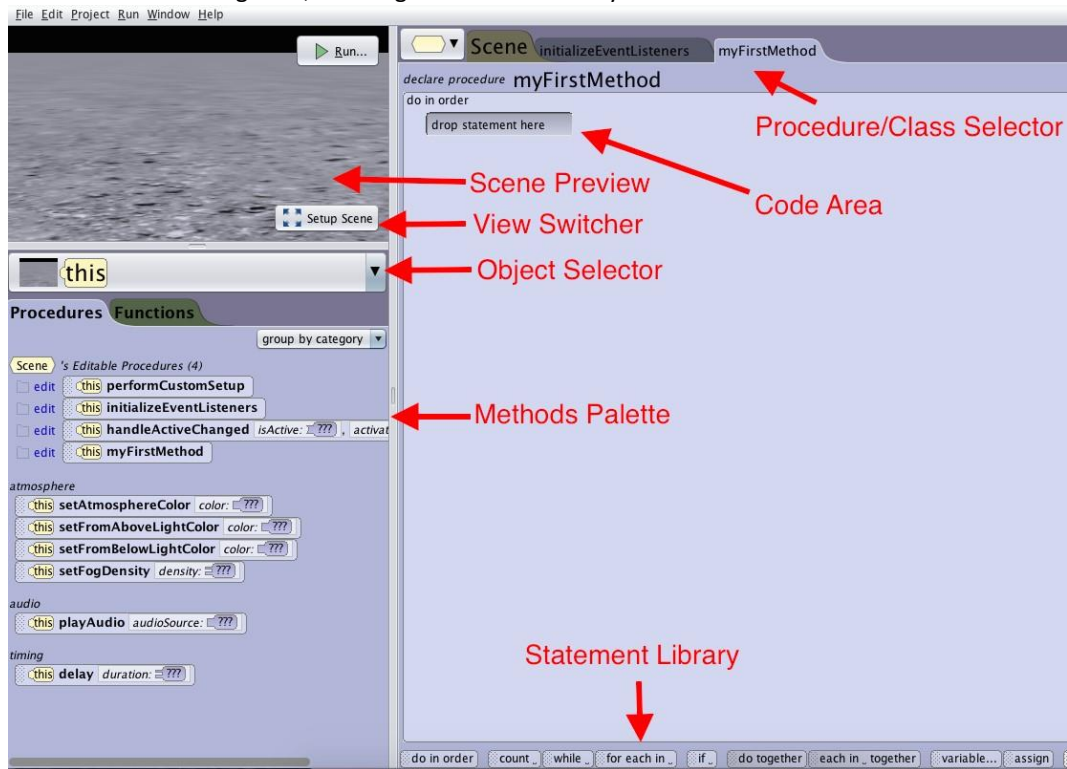 File Edit Project Run Window Help
Run...
Scene initializeEventListeners myFirstMethod
declare procedure myFirstMethod
do in order
drop statement here
Procedure/Class Selector
Scene Preview
Code Area
Setup Scene
View Switcher
this
Object Selector
Procedures Functions
group by category
Scene 's Editable Procedures (4)
edit this performCustomSetup
edit this initializeEventListeners
edit this handleActiveChanged isActive: ??? , activat
Methods Palette
edit this myFirstMethod
atmosphere
this setAtmosphereColor color: ???
this setFromAboveLightColor color: ???
this setFromBelowLightColor color: ???
this setFogDensity density: ???
audio
this playAudio audioSource: ???
timing
this delay duration: ???
Statement Library
do in order count _ while _ for each in _ if _ do together each in _ together variable... assign